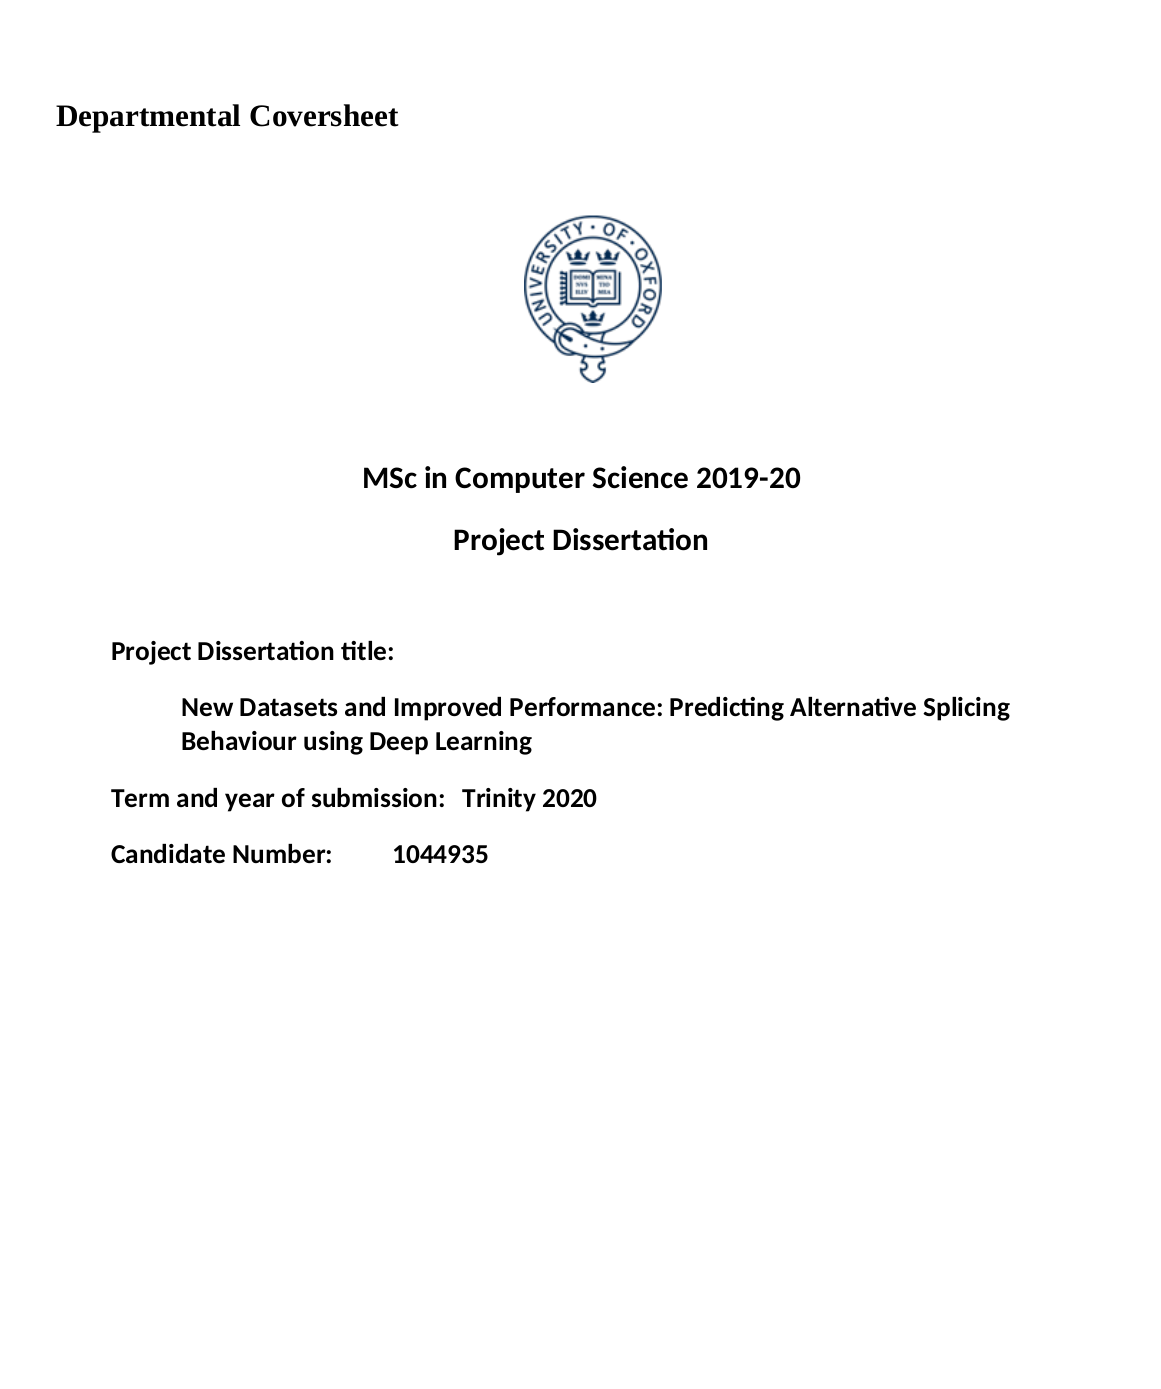 Departmental Coversheet
UNIVERSITY · OF · OXFORD
DOMI MINA
NVS TIO
ILLV MEA
MSc in Computer Science 2019-20
Project Dissertation
Project Dissertation title:
New Datasets and Improved Performance: Predicting Alternative Splicing
Behaviour using Deep Learning
Term and year of submission: Trinity 2020
Candidate Number: 1044935